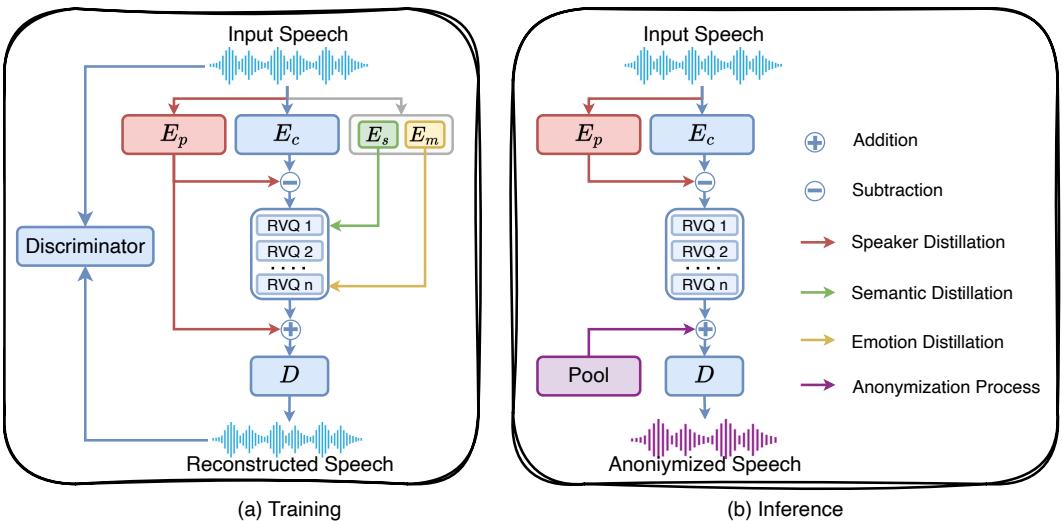 Input Speech
E_p
E_c
E_s
E_m
RVQ 1
RVQ 2
....
RVQ n
Discriminator
D
Reconstructed Speech
(a) Training
Input Speech
E_p
E_c
RVQ 1
RVQ 2
....
RVQ n
Pool
D
Anoniymized Speech
Addition
Subtraction
Speaker Distillation
Semantic Distillation
Emotion Distillation
Anonymization Process
(b) Inference